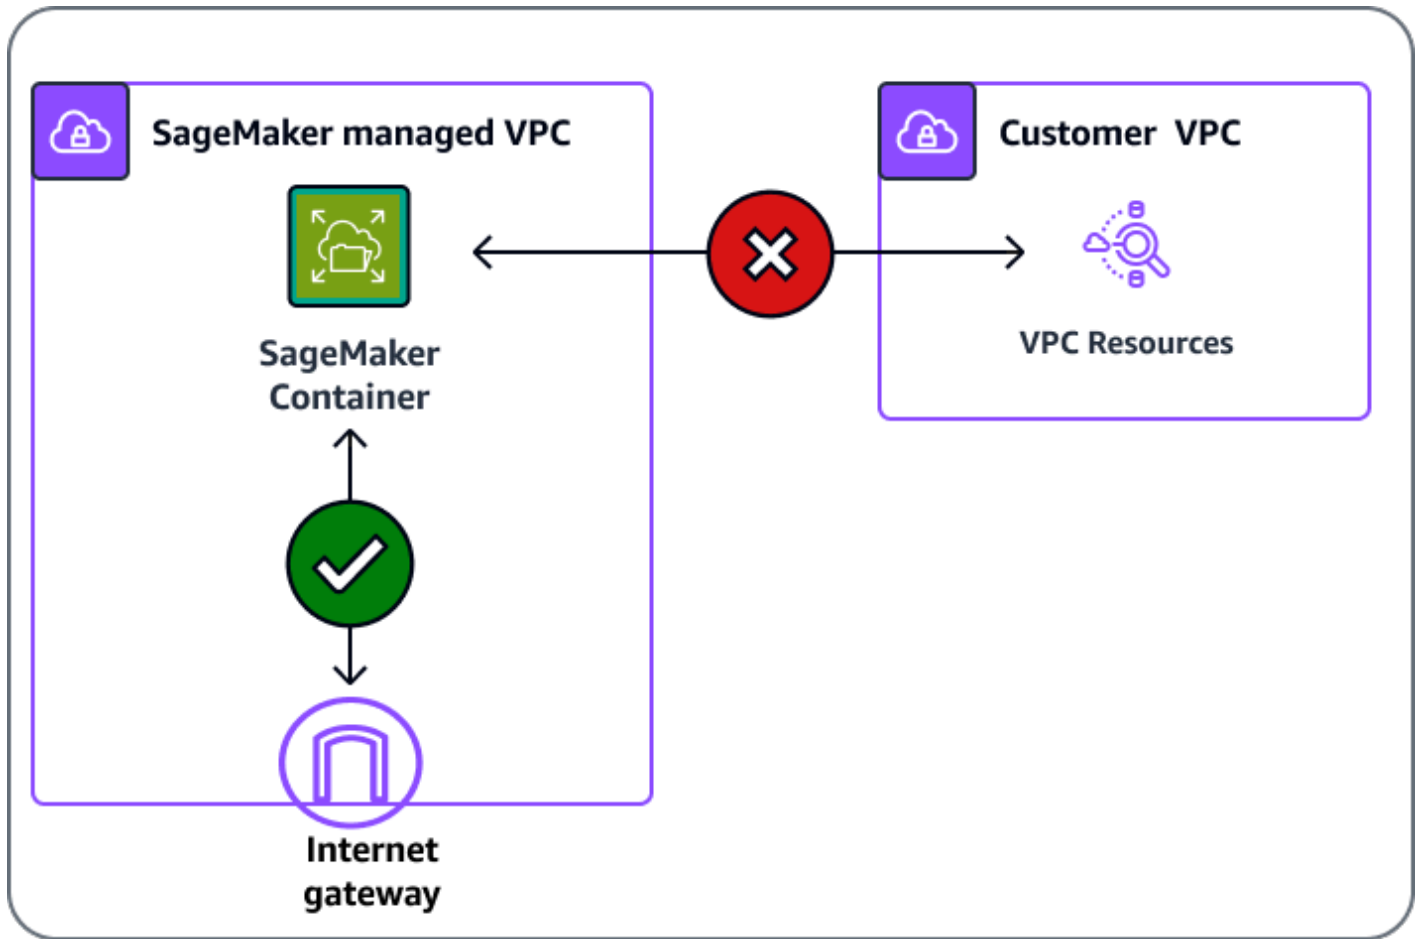 SageMaker managed VPC
Customer VPC
SageMaker
Container
VPC Resources
Internet
gateway